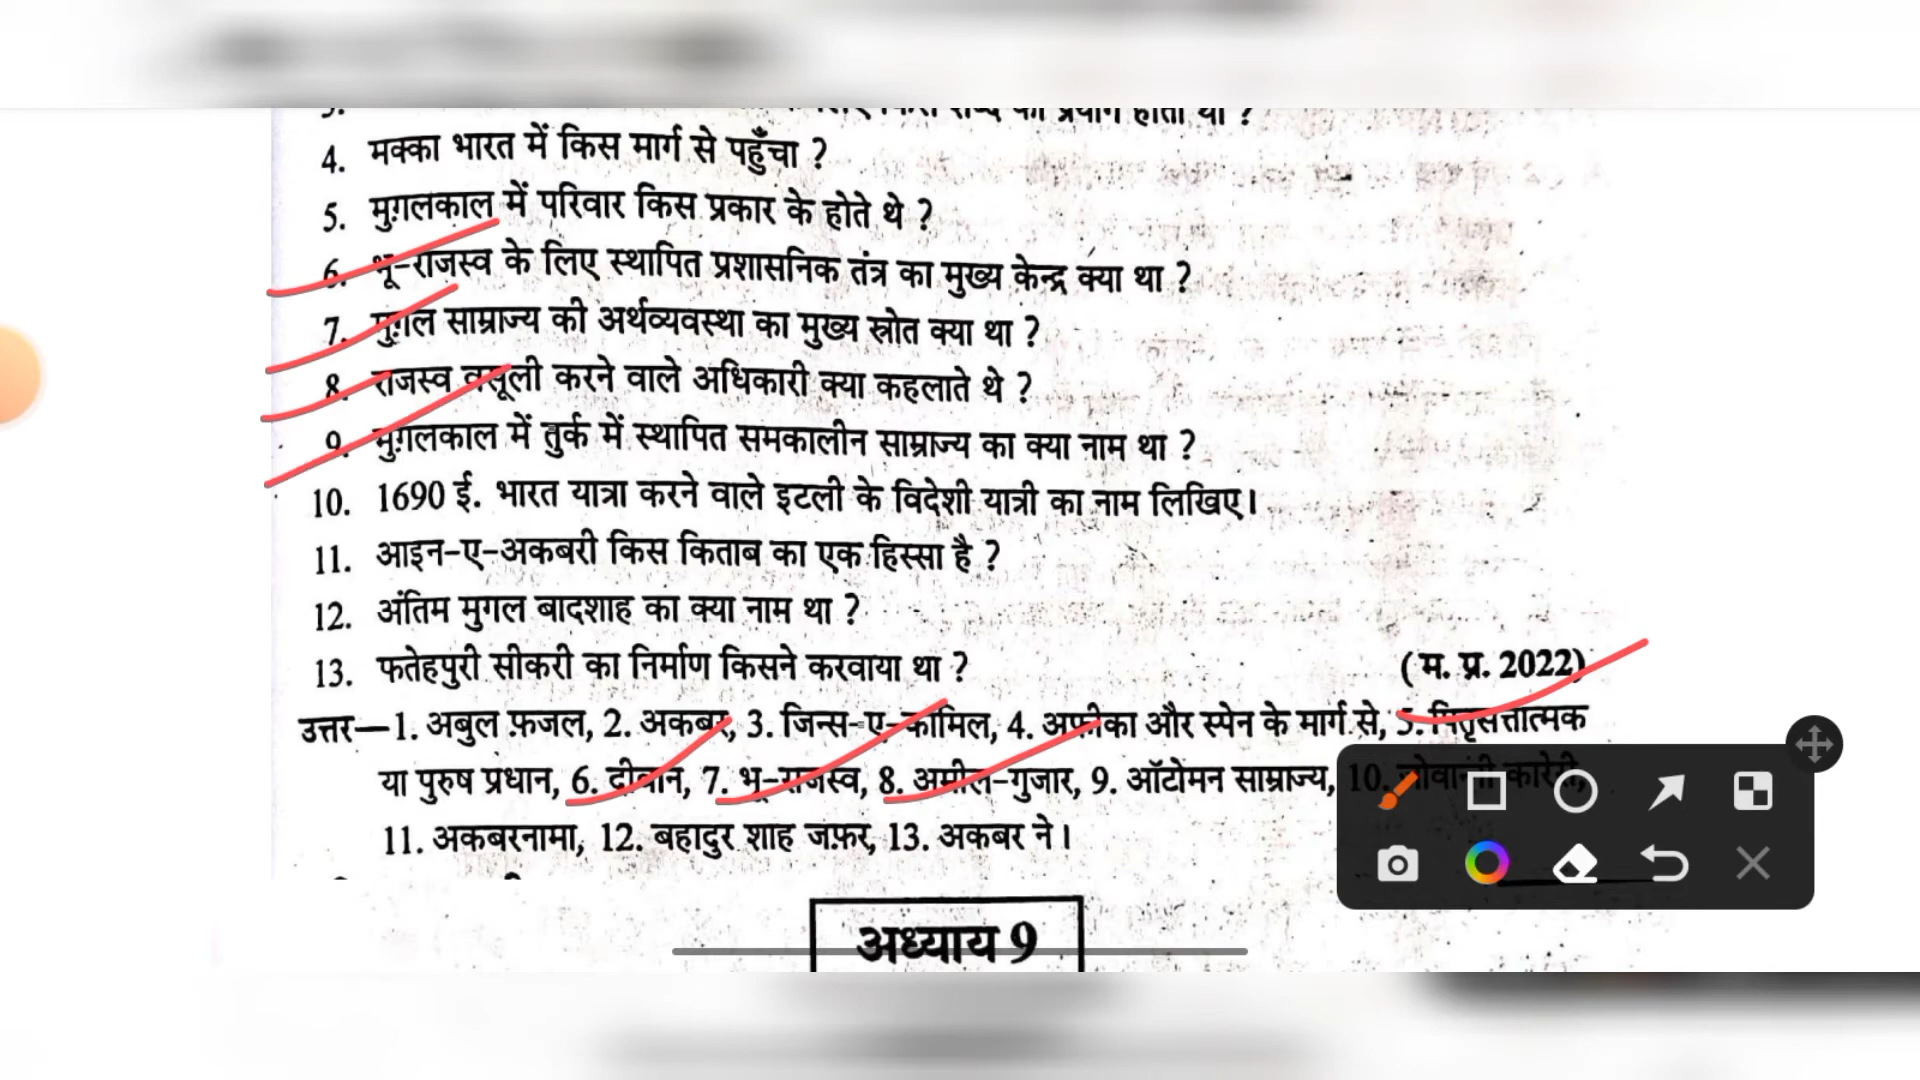 4. मक्का भारत में किस मार्ग से पहुँचा ?
5. मुग़लकाल में परिवार किस प्रकार के होते थे ?
6. भू-राजस्व के लिए स्थापित प्रशासनिक तंत्र का मुख्य केन्द्र क्या था ?
7. मुग़ल साम्राज्य की अर्थव्यवस्था का मुख्य स्रोत क्या था ?
8. राजस्व वसूली करने वाले अधिकारी क्या कहलाते थे ?
9. मुग़लकाल में तुर्क में स्थापित समकालीन साम्राज्य का क्या नाम था ?
10. 1690 ई. भारत यात्रा करने वाले इटली के विदेशी यात्री का नाम लिखिए।
11. आइन-ए-अकबरी किस किताब का एक हिस्सा है ?
12. अंतिम मुगल बादशाह का क्या नाम था ?
13. फतेहपुरी सीकरी का निर्माण किसने करवाया था ? (म. प्र. 2022)
उत्तर—1. अबुल फ़जल, 2. अकबर, 3. जिन्स-ए-कामिल, 4. अफ्रीका और स्पेन के मार्ग से, 5. पितृसत्तात्मक
या पुरुष प्रधान, 6. दीवान, 7. भू-राजस्व, 8. अमील-गुजार, 9. ऑटोमन साम्राज्य, 10. कारेरी,
11. अकबरनामा, 12. बहादुर शाह जफ़र, 13. अकबर ने।
अध्याय 9